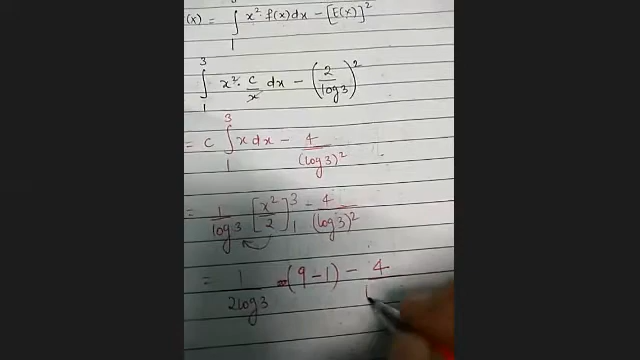 (x) = ∫₁ x²·f(x)dx − [E(x)]²
∫₁³ x²· c/x dx − (2/log3)²
= c ∫₁³ x dx − 4/(log3)²
= 1/log3 [x²/2]₁³ − 4/(log3)²
= 1/2log3 (9−1) − 4/